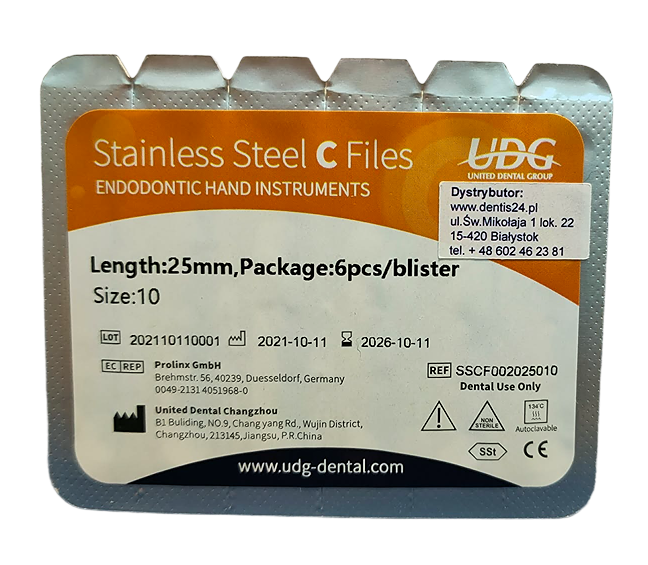 Stainless Steel C Files
ENDODONTIC HAND INSTRUMENTS
UDG
UNITED DENTAL GROUP
Dystrybutor:
www.dentis24.pl
ul.Św.Mikołaja 1 lok. 22
15-420 Białystok
tel. + 48 602 46 23 81
Length:25mm,Package:6pcs/blister
Size:10
LOT 202110110001 2021-10-11 2026-10-11
EC REP Prolinx GmbH
Brehmstr. 56, 40239, Duesseldorf, Germany
0049-2131 4051968-0
REF SSCF002025010
Dental Use Only
United Dental Changzhou
B1 Buliding, NO.9, Chang yang Rd., Wujin District,
Changzhou, 213145, Jiangsu, P.R.China
NON
STERILE
134°C
Autoclavable
SSt
CE
www.udg-dental.com